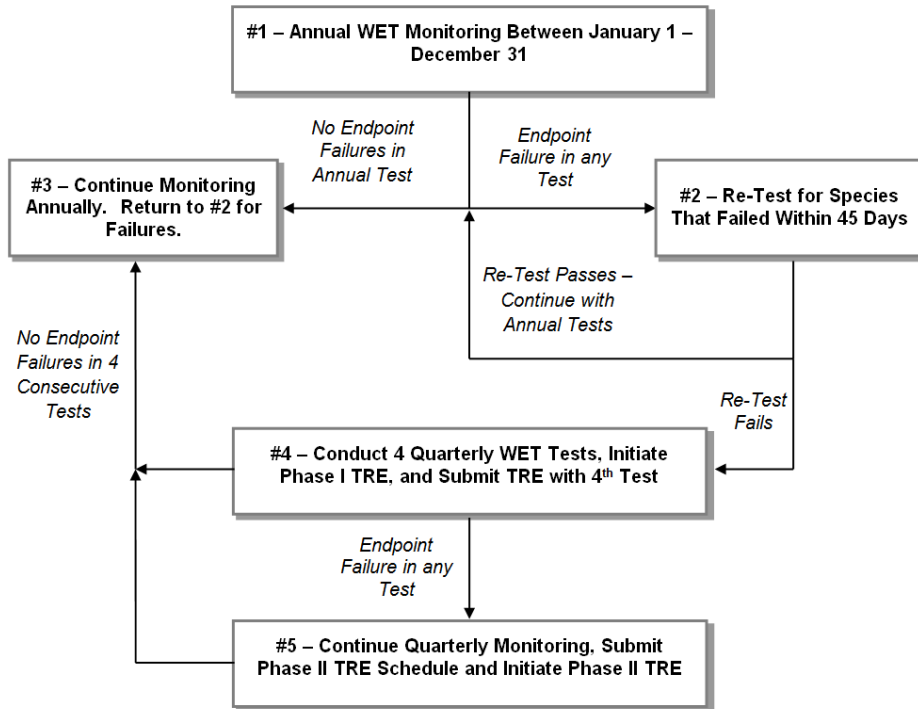 #1 – Annual WET Monitoring Between January 1 –
December 31
No Endpoint
Failures in
Annual Test
Endpoint
Failure in any
Test
#3 – Continue Monitoring
Annually.  Return to #2 for
Failures.
#2 – Re-Test for Species
That Failed Within 45 Days
Re-Test Passes –
Continue with
Annual Tests
No Endpoint
Failures in 4
Consecutive
Tests
Re-Test
Fails
#4 – Conduct 4 Quarterly WET Tests, Initiate
Phase I TRE, and Submit TRE with 4th Test
Endpoint
Failure in any
Test
#5 – Continue Quarterly Monitoring, Submit
Phase II TRE Schedule and Initiate Phase II TRE